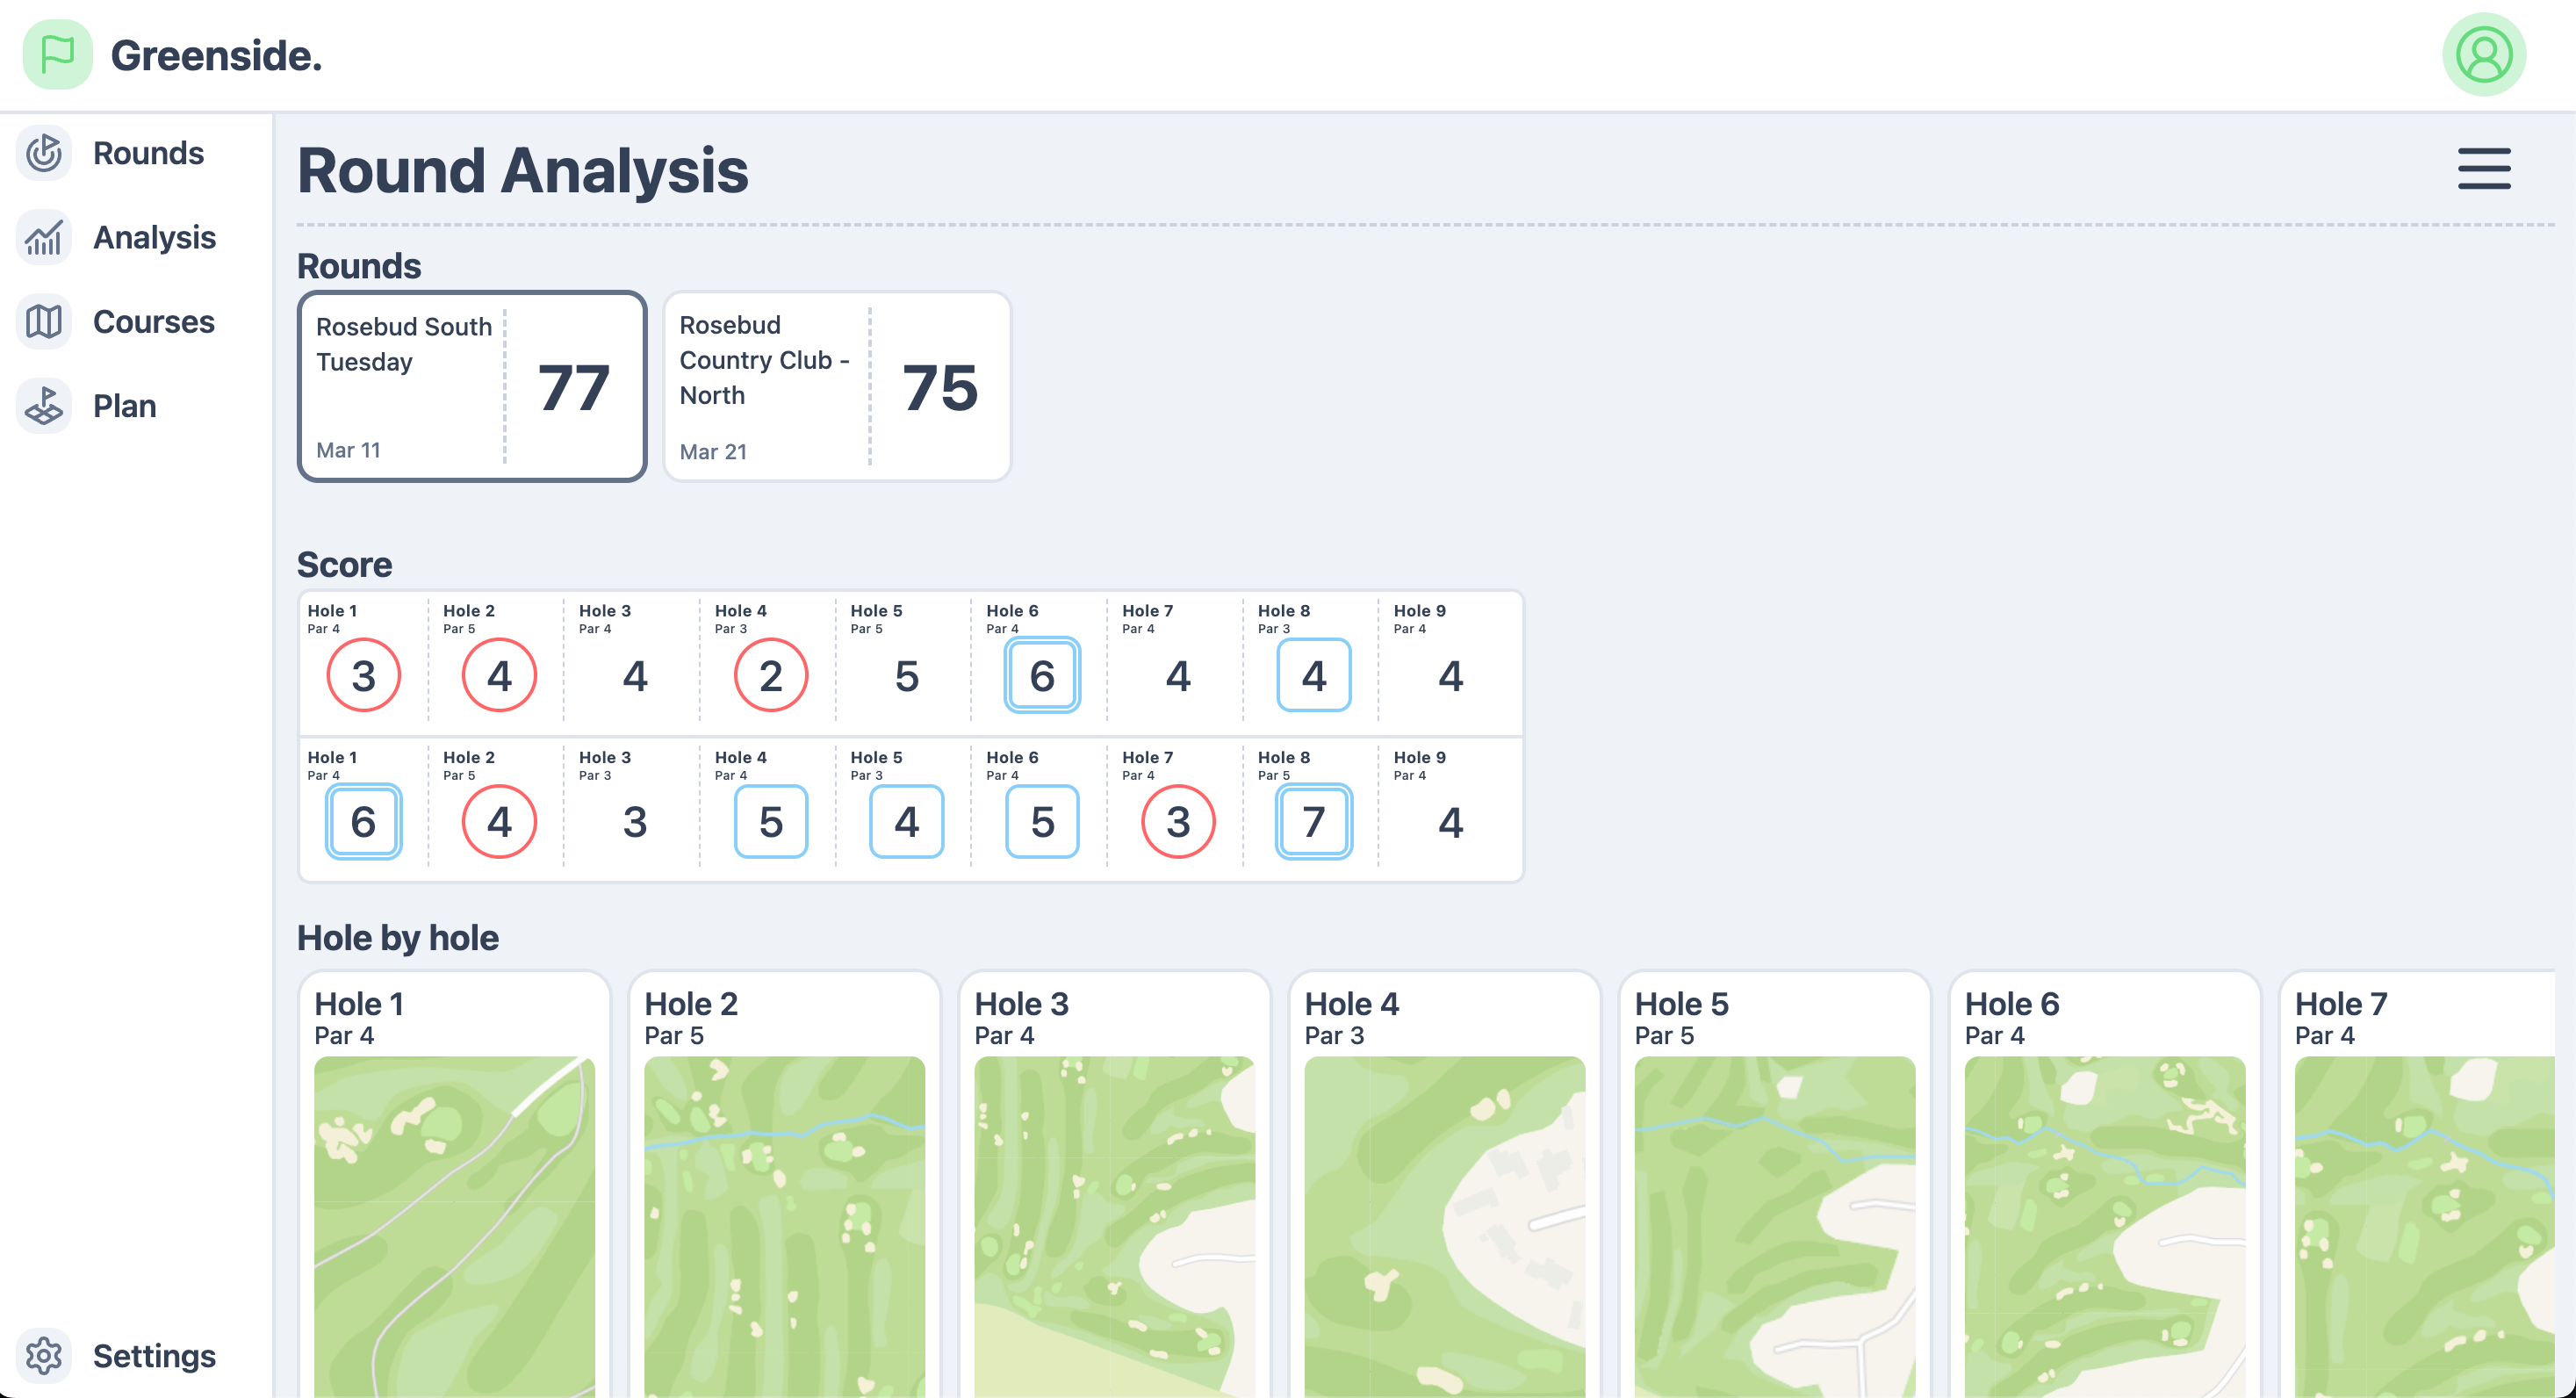 Greenside.
Rounds
Analysis
Courses
Plan
Settings
Round Analysis
Rounds
Rosebud South
Tuesday
Mar 11
77
Rosebud
Country Club -
North
Mar 21
75
Score
Hole 1 Hole 2 Hole 3 Hole 4 Hole 5 Hole 6 Hole 7 Hole 8 Hole 9
Par 4 Par 5 Par 4 Par 3 Par 5 Par 4 Par 4 Par 3 Par 4
3 4 4 2 5 6 4 4 4
Hole 1 Hole 2 Hole 3 Hole 4 Hole 5 Hole 6 Hole 7 Hole 8 Hole 9
Par 4 Par 5 Par 3 Par 4 Par 3 Par 4 Par 4 Par 5 Par 4
6 4 3 5 4 5 3 7 4
Hole by hole
Hole 1 Hole 2 Hole 3 Hole 4 Hole 5 Hole 6 Hole 7
Par 4 Par 5 Par 4 Par 3 Par 5 Par 4 Par 4